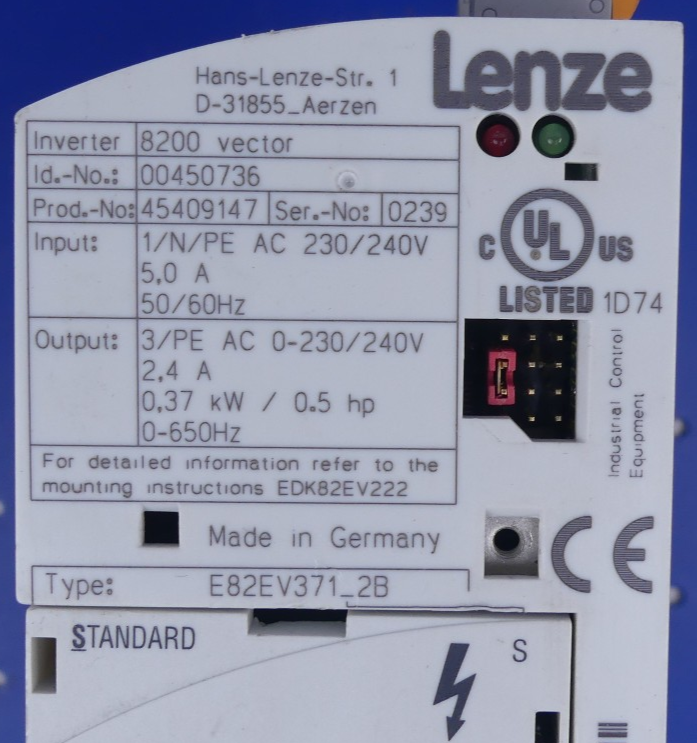 Hans-Lenze-Str. 1
D-31855_Aerzen
Lenze
Inverter 8200 vector
Id.-No.: 00450736
Prod.-No: 45409147 Ser.-No: 0239
Input: 1/N/PE AC 230/240V
5,0 A
50/60Hz
Output: 3/PE AC 0-230/240V
2,4 A
0,37 kW / 0.5 hp
0-650Hz
For detailed information refer to the
mounting instructions EDK82EV222
Made in Germany
Type: E82EV371_2B
C UL US
LISTED 1D74
Industrial Control
Equipment
CE
STANDARD
S